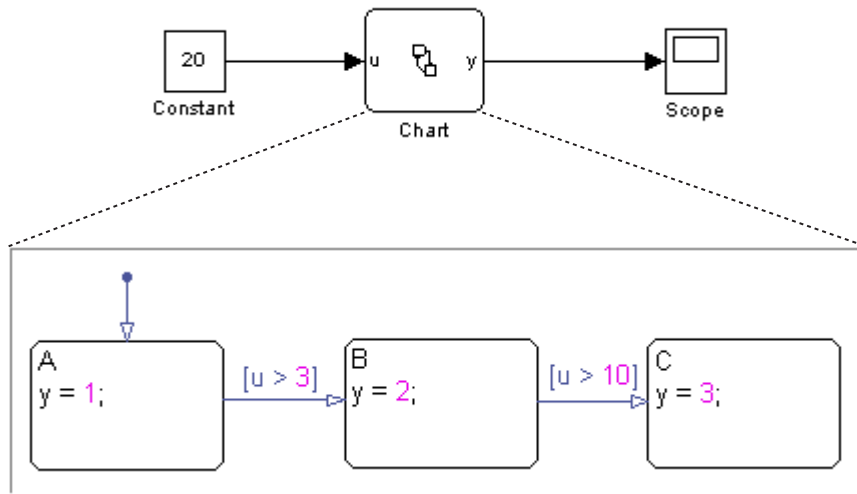 20
u
y
Constant
Chart
Scope
A
y = 1;
[u > 3]
B
y = 2;
[u > 10]
C
y = 3;